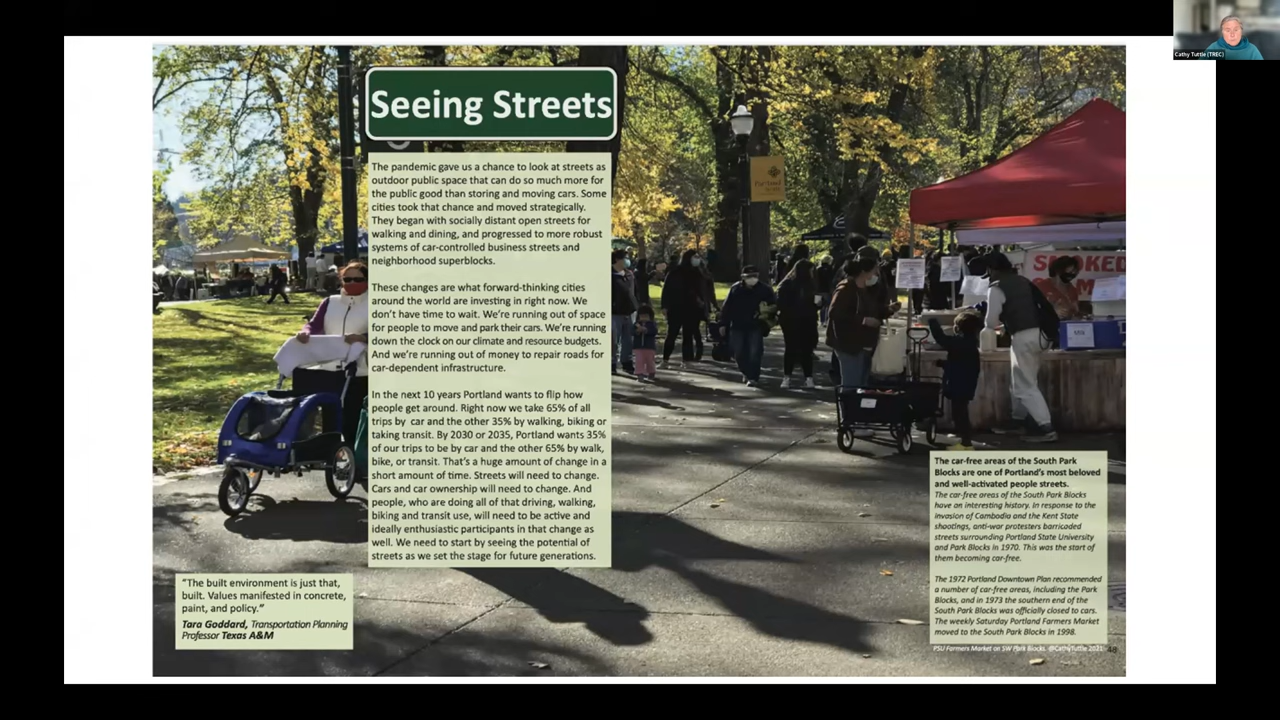 Cathy Tuttle (TREC)
Seeing Streets
The pandemic gave us a chance to look at streets as
outdoor public space that can do so much more for
the public good than storing and moving cars. Some
cities took that chance and moved strategically.
They began with socially distant open streets for
walking and dining, and progressed to more robust
systems of car-controlled business streets and
neighborhood superblocks.
These changes are what forward-thinking cities
around the world are investing in right now. We
don't have time to wait. We're running out of space
for people to move and park their cars. We're running
down the clock on our climate and resource budgets.
And we're running out of money to repair roads for
car-dependent infrastructure.
In the next 10 years Portland wants to flip how
people get around. Right now we take 65% of all
trips by car and the other 35% by walking, biking or
taking transit. By 2030 or 2035, Portland wants 35%
of our trips to be by car and the other 65% by walk,
bike, or transit. That's a huge amount of change in a
short amount of time. Streets will need to change.
Cars and car ownership will need to change. And
people, who are doing all of that driving, walking,
biking and transit use, will need to be active and
ideally enthusiastic participants in that change as
well. We need to start by seeing the potential of
streets as we set the stage for future generations.
"The built environment is just that,
built. Values manifested in concrete,
paint, and policy."
Tara Goddard, Transportation Planning
Professor Texas A&M
Portland
SMOKED
The car-free areas of the South Park
Blocks are one of Portland's most beloved
and well-activated people streets.
The car-free areas of the South Park Blocks
have an interesting history. In response to the
invasion of Cambodia and the Kent State
shootings, anti-war protesters barricaded
streets surrounding Portland State University
and Park Blocks in 1970. This was the start of
them becoming car-free.
The 1972 Portland Downtown Plan recommended
a number of car-free areas, including the Park
Blocks, and in 1973 the southern end of the
South Park Blocks was officially closed to cars.
The weekly Saturday Portland Farmers Market
moved to the South Park Blocks in 1998.
PSU Farmers Market on SW Park Blocks. @CathyTuttle 2021